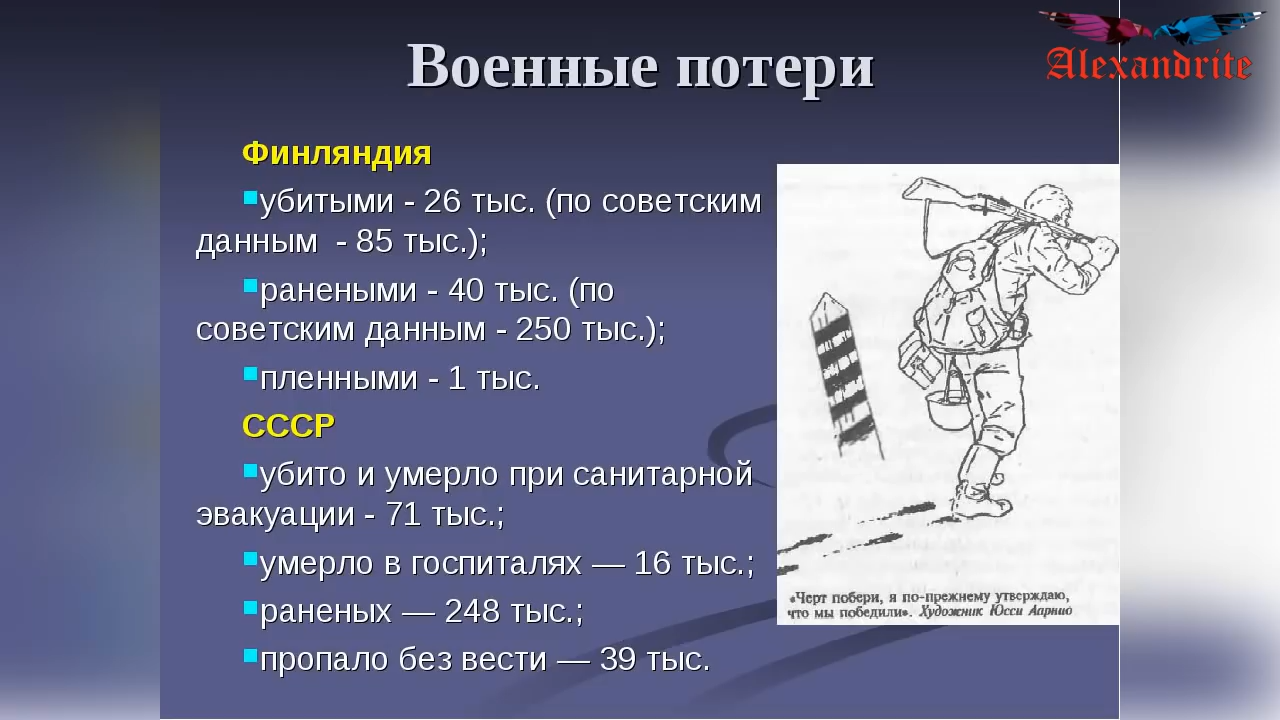 Военные потери
Alexandrite
Финляндия
убитыми - 26 тыс. (по советским
данным - 85 тыс.);
ранеными - 40 тыс. (по
советским данным - 250 тыс.);
пленными - 1 тыс.
СССР
убито и умерло при санитарной
эвакуации - 71 тыс.;
умерло в госпиталях — 16 тыс.;
раненых — 248 тыс.;
пропало без вести — 39 тыс.
«Черт побери, я по-прежнему утверждаю,
что мы победили». Художник Юсси Аарнио